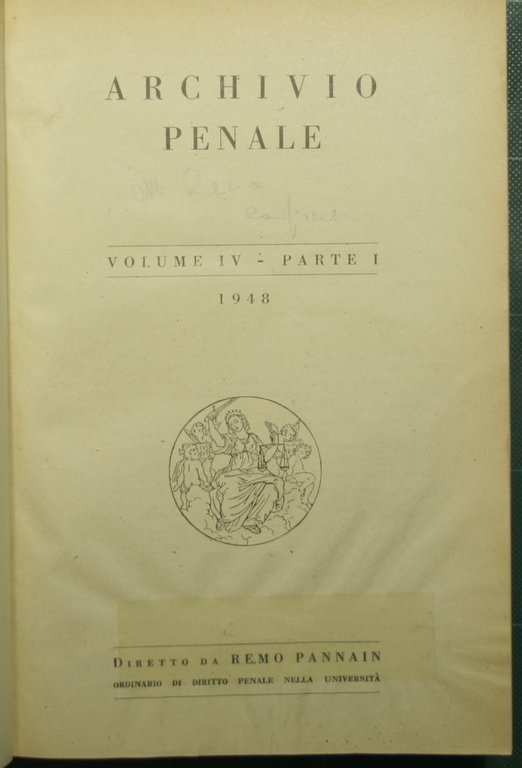 ARCHIVIO
PENALE
VOLUME IV - PARTE I
1948
DIRETTO DA REMO PANNAIN
ORDINARIO DI DIRITTO PENALE NELLA UNIVERSITÀ